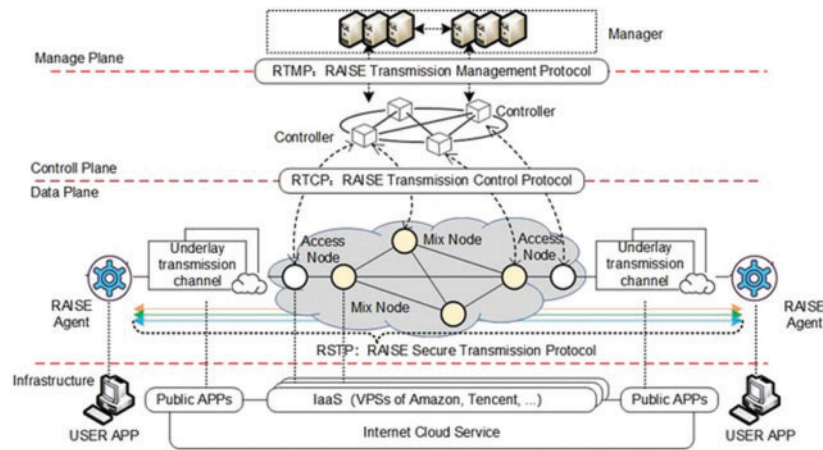 Manager
Manage Plane
RTMP: RAISE Transmission Management Protocol
Controller
Controller
Controll Plane
RTCP: RAISE Transmission Control Protocol
Data Plane
Underlay
transmission
channel
Access
Node
Mix Node
Access
Node
Underlay
transmission
channel
RAISE
Agent
Mix Node
RAISE
Agent
RSTP: RAISE Secure Transmission Protocol
Infrastructure
Public APPs
IaaS (VPSs of Amazon, Tencent, ...)
Public APPs
USER APP
Internet Cloud Service
USER APP